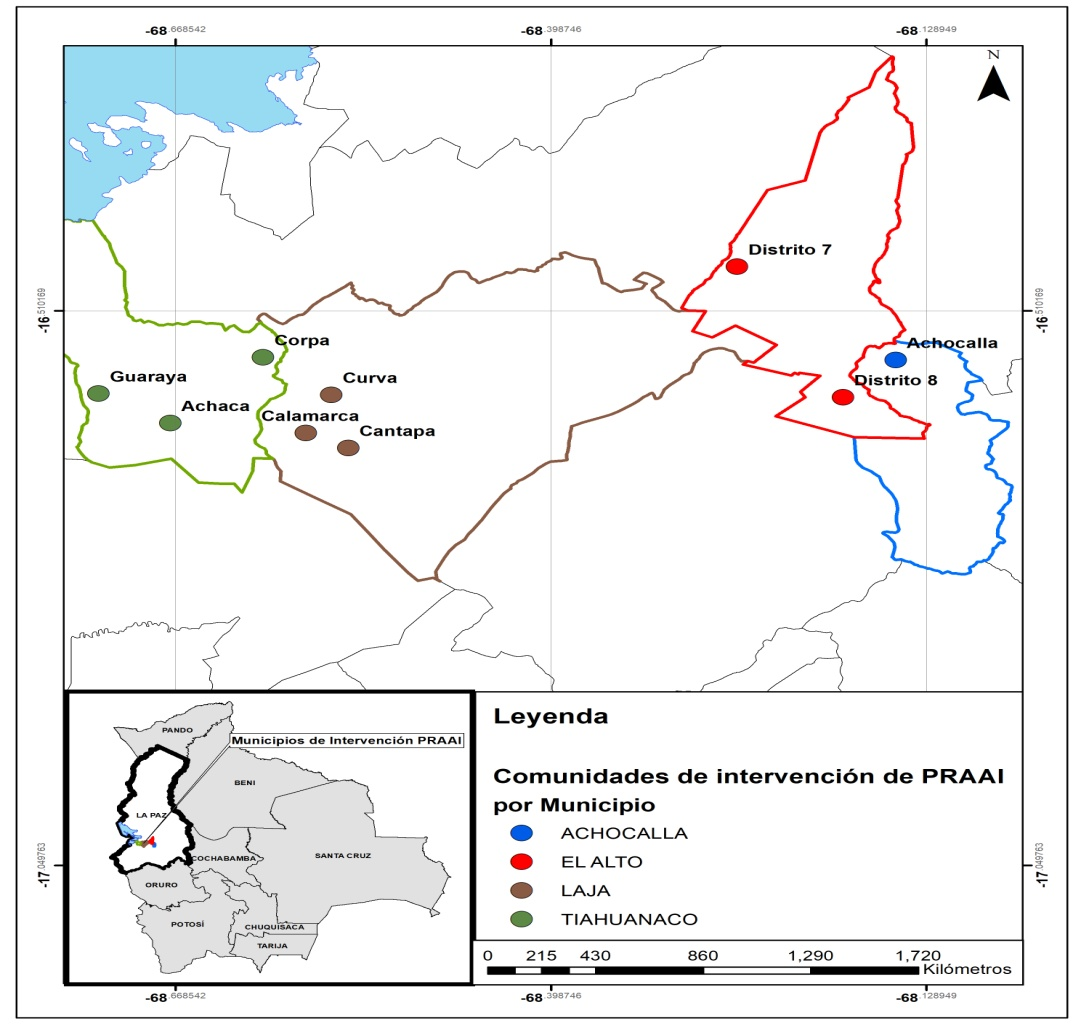 -68.668542
-68.398746
-68.128949
N
Distrito 7
-16.510169
-16.510169
Corpa
Achocalla
Guaraya
Curva
Distrito 8
Achaca
Calamarca
Cantapa
PANDO
Municipios de Intervención PRAAI
BENI
LA PAZ
COCHABAMBA
SANTA CRUZ
ORURO
POTOSÍ
CHUQUISACA
TARIJA
Leyenda
Comunidades de intervención de PRAAI
por Municipio
ACHOCALLA
EL ALTO
LAJA
TIAHUANACO
-17.049763
-17.049763
0 215 430 860 1,290 1,720
Kilómetros
-68.668542
-68.398746
-68.128949